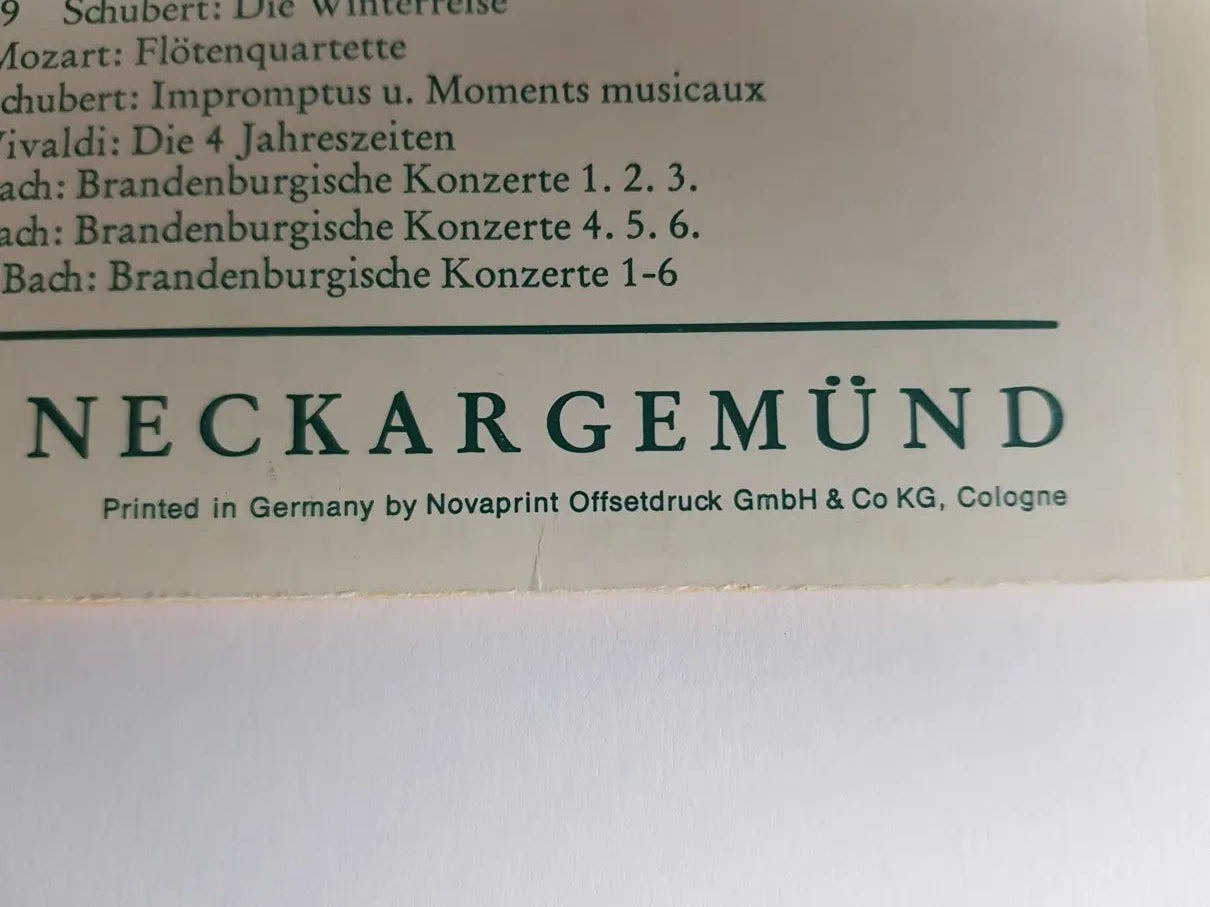 9 Schubert: Die Winterreise
Mozart: Flötenquartette
chubert: Impromptus u. Moments musicaux
Vivaldi: Die 4 Jahreszeiten
ach: Brandenburgische Konzerte 1. 2. 3.
ach: Brandenburgische Konzerte 4. 5. 6.
Bach: Brandenburgische Konzerte 1-6
NECKARGEMÜND
Printed in Germany by Novaprint Offsetdruck GmbH & Co KG, Cologne